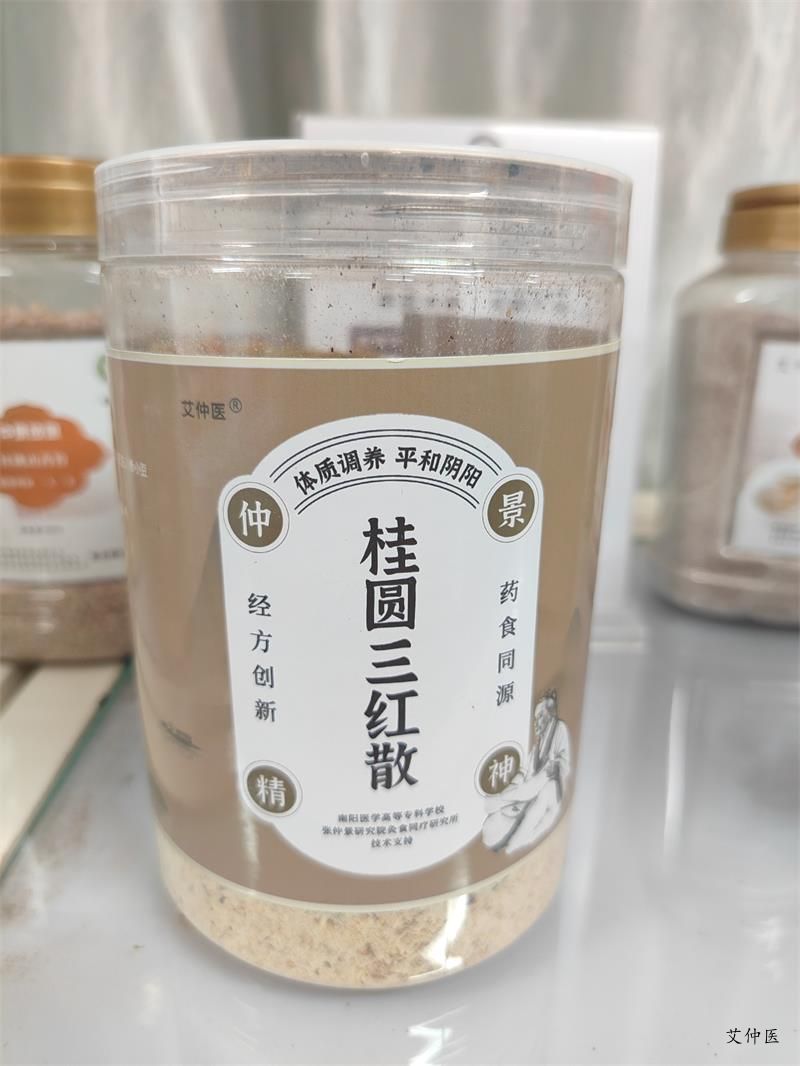 艾仲医®
体质调养 平和阴阳
仲
景
桂圆三红散
经方创新
药食同源
精
神
南阳医学高等专科学校
张仲景研究院灸食同疗研究所
技术支持
艾仲医